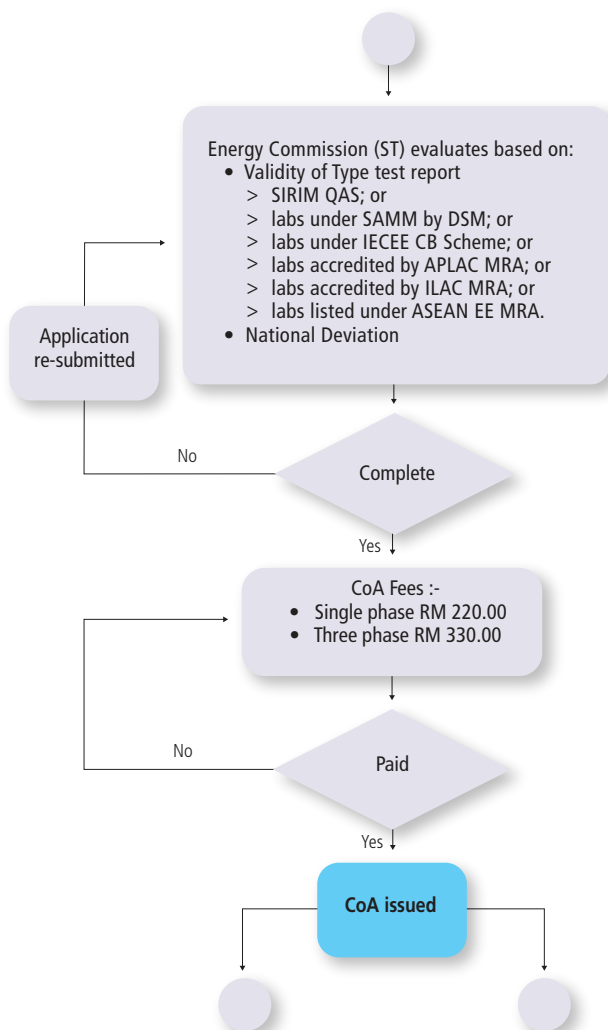 Energy Commission (ST) evaluates based on:
• Validity of Type test report
> SIRIM QAS; or
> labs under SAMM by DSM; or
> labs under IECEE CB Scheme; or
> labs accredited by APLAC MRA; or
> labs accredited by ILAC MRA; or
> labs listed under ASEAN EE MRA.
• National Deviation
Application
re-submitted
No
Complete
Yes
CoA Fees :-
• Single phase RM 220.00
• Three phase RM 330.00
No
Paid
Yes
CoA issued